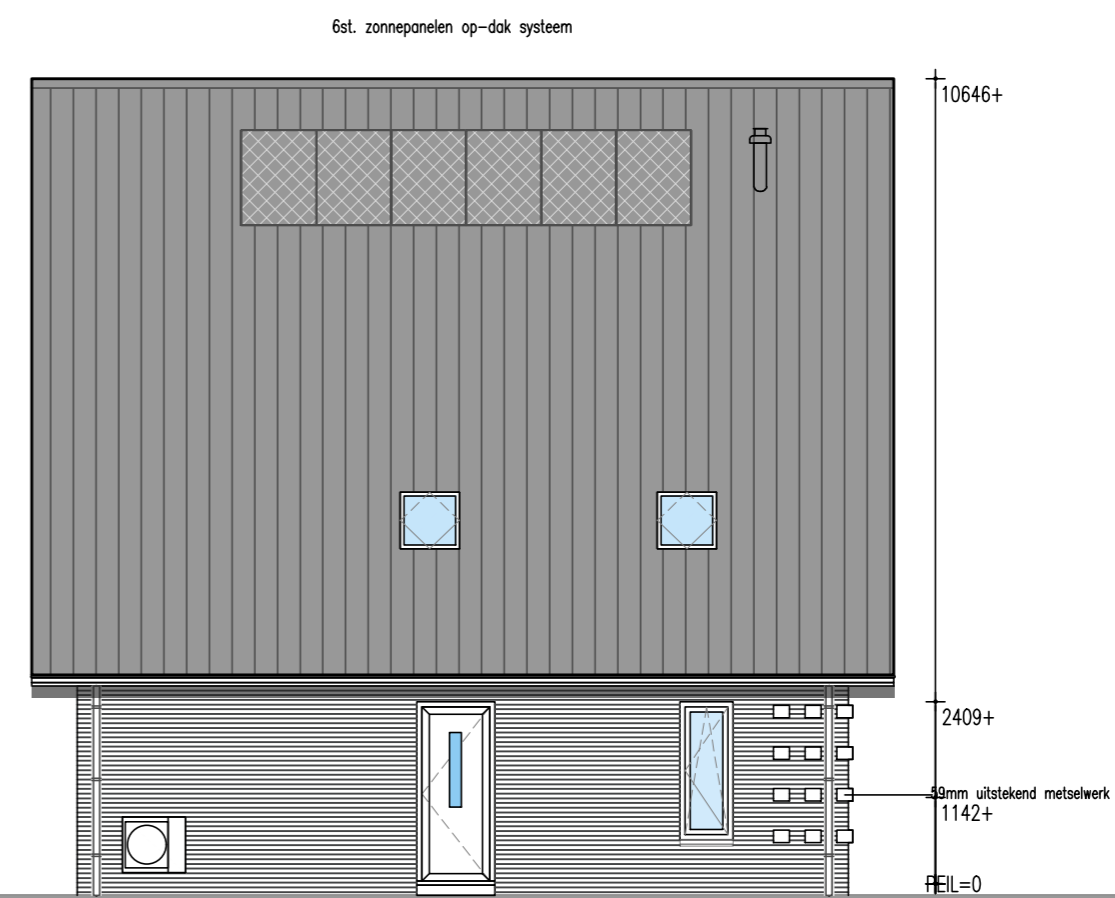 6st. zonnepanelen op-dak systeem
10646+
2409+
59mm uitstekend metselwerk
1142+
PEIL=0